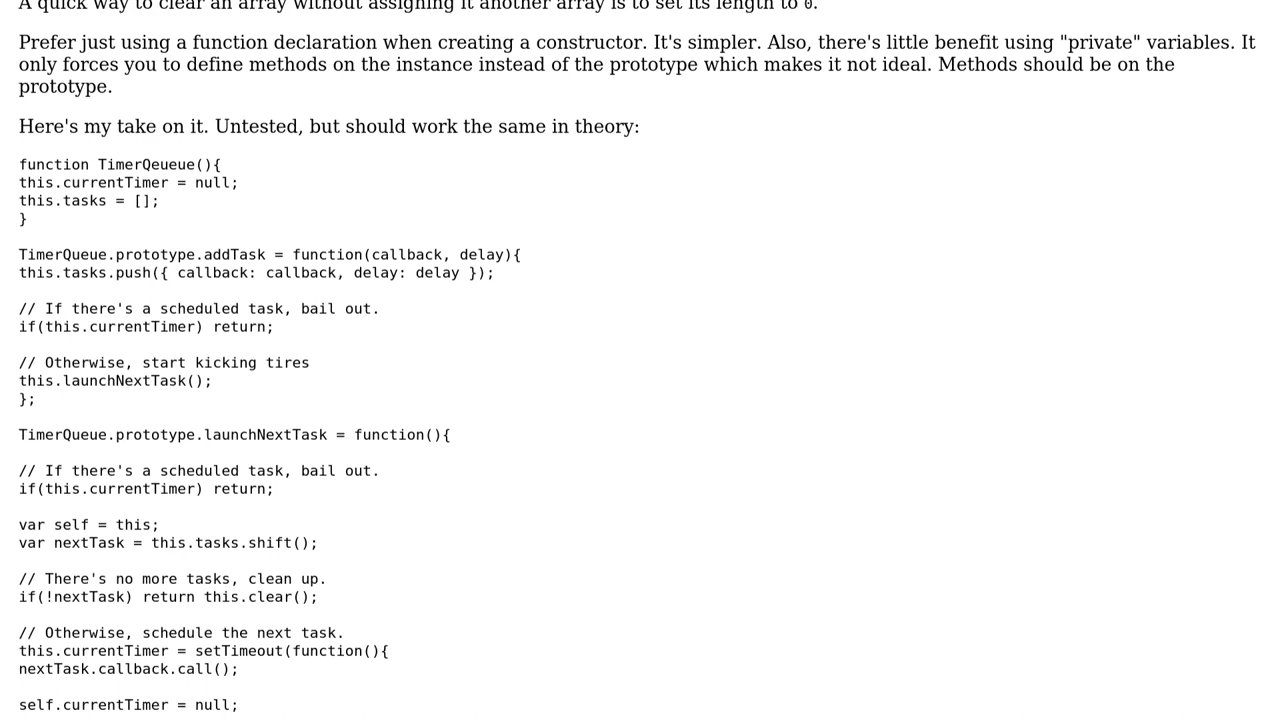 A quick way to clear an array without assigning it another array is to set its length to 0.
Prefer just using a function declaration when creating a constructor. It's simpler. Also, there's little benefit using "private" variables. It
only forces you to define methods on the instance instead of the prototype which makes it not ideal. Methods should be on the
prototype.
Here's my take on it. Untested, but should work the same in theory:
function TimerQeueue(){
this.currentTimer = null;
this.tasks = [];
}
TimerQueue.prototype.addTask = function(callback, delay){
this.tasks.push({ callback: callback, delay: delay });
// If there's a scheduled task, bail out.
if(this.currentTimer) return;
// Otherwise, start kicking tires
this.launchNextTask();
};
TimerQueue.prototype.launchNextTask = function(){
// If there's a scheduled task, bail out.
if(this.currentTimer) return;
var self = this;
var nextTask = this.tasks.shift();
// There's no more tasks, clean up.
if(!nextTask) return this.clear();
// Otherwise, schedule the next task.
this.currentTimer = setTimeout(function(){
nextTask.callback.call();
self.currentTimer = null;